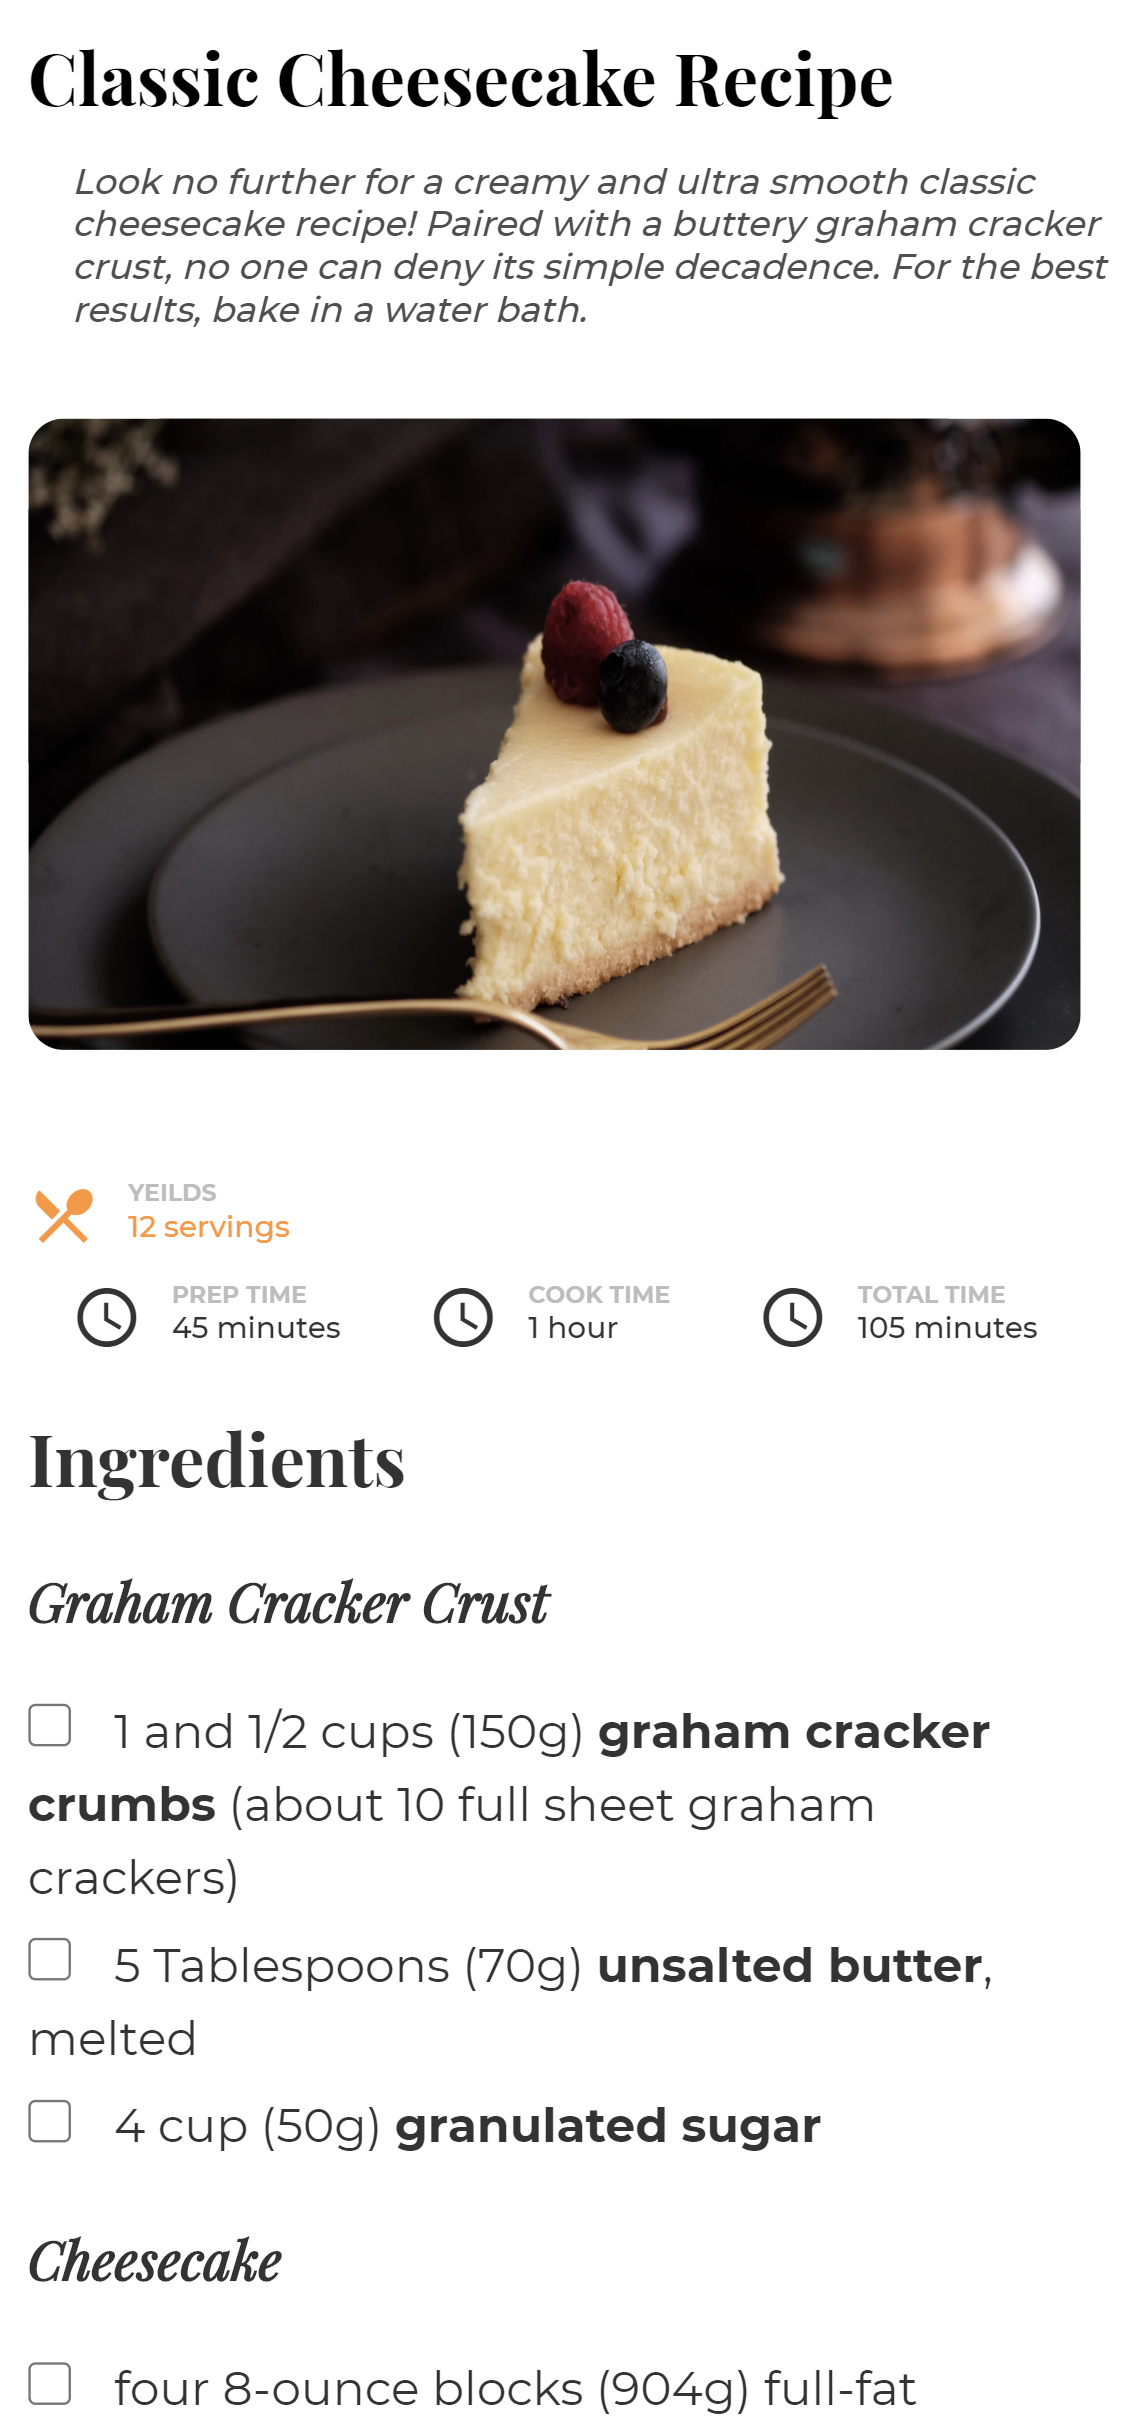 Classic Cheesecake Recipe
Look no further for a creamy and ultra smooth classic
cheesecake recipe! Paired with a buttery graham cracker
crust, no one can deny its simple decadence. For the best
results, bake in a water bath.
YEILDS
12 servings
PREP TIME
45 minutes
COOK TIME
1 hour
TOTAL TIME
105 minutes
Ingredients
Graham Cracker Crust
1 and 1/2 cups (150g) graham cracker
crumbs (about 10 full sheet graham
crackers)
5 Tablespoons (70g) unsalted butter,
melted
4 cup (50g) granulated sugar
Cheesecake
four 8-ounce blocks (904g) full-fat